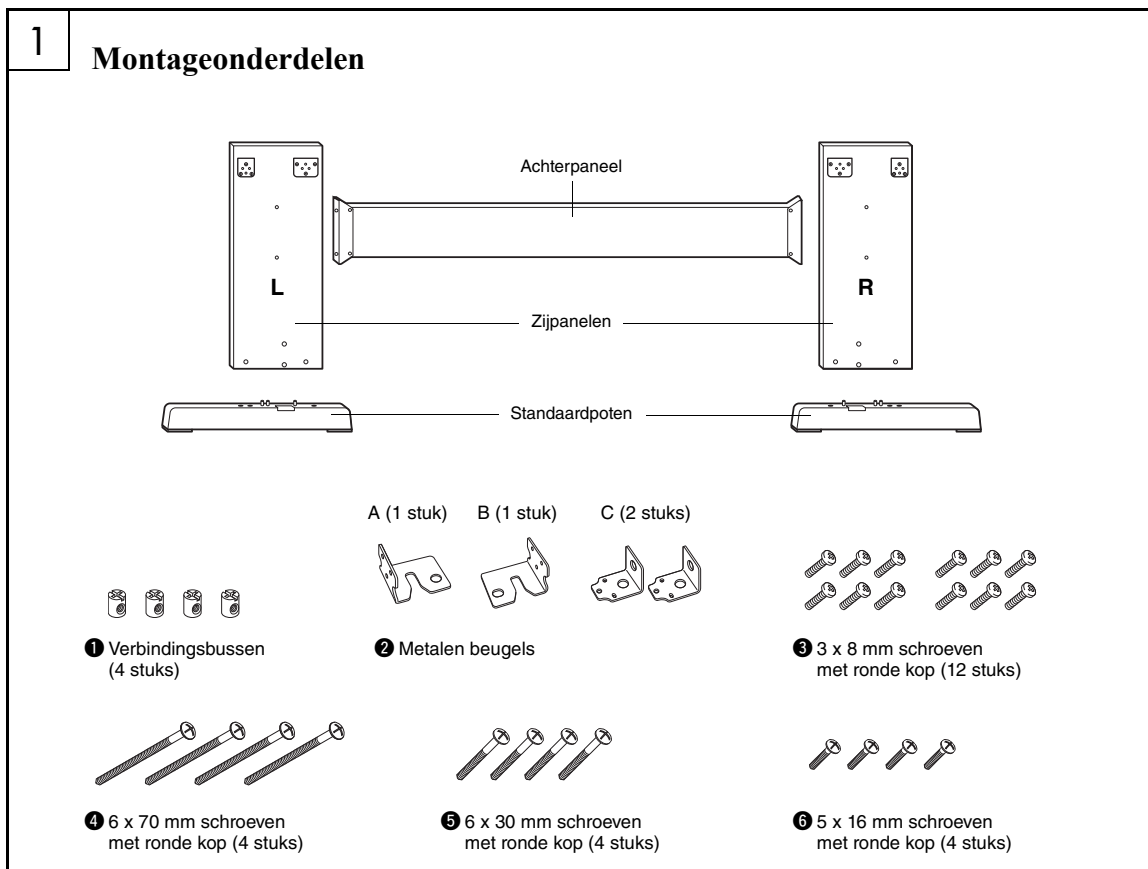 1
Montageonderdelen
Achterpaneel
L
R
Zijpanelen
Standaardpoten
A (1 stuk)
B (1 stuk)
C (2 stuks)
❶ Verbindingsbussen
(4 stuks)
❷ Metalen beugels
❸ 3 x 8 mm schroeven
met ronde kop (12 stuks)
❹ 6 x 70 mm schroeven
met ronde kop (4 stuks)
❺ 6 x 30 mm schroeven
met ronde kop (4 stuks)
❻ 5 x 16 mm schroeven
met ronde kop (4 stuks)